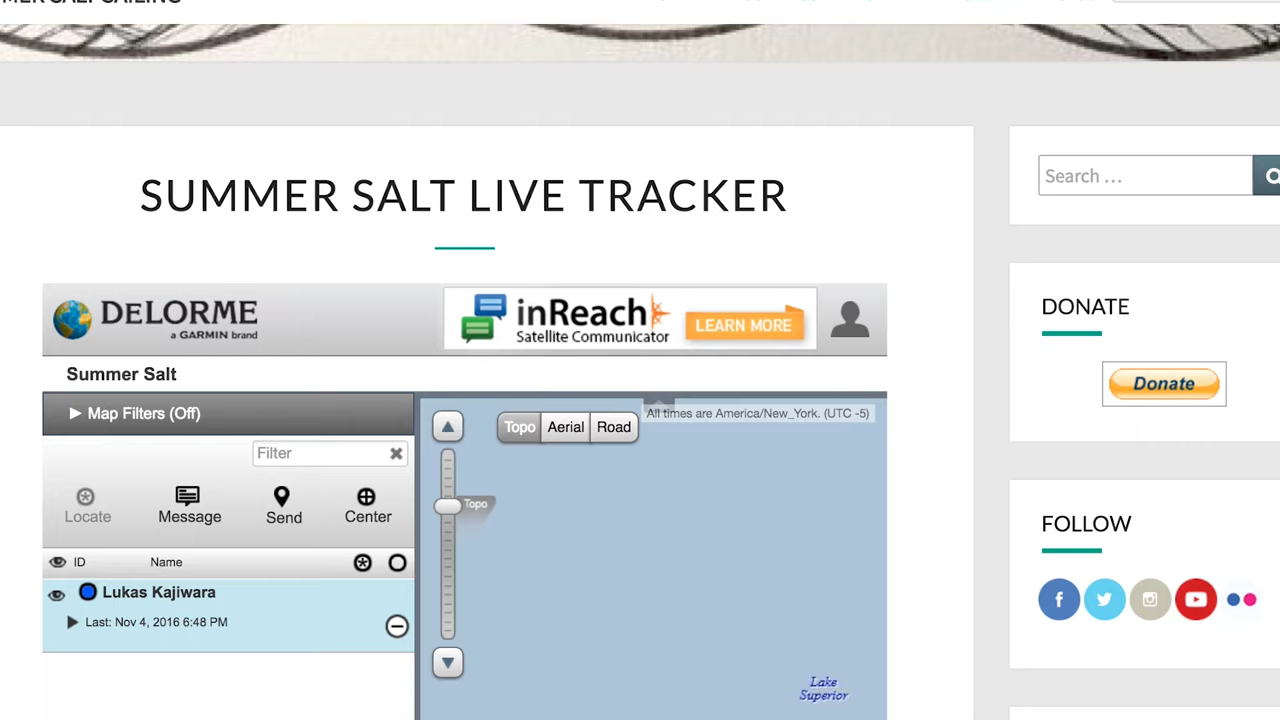 SUMMER SALT LIVE TRACKER
DeLORME
a GARMIN brand
inReach
Satellite Communicator
LEARN MORE
Summer Salt
Map Filters (Off)
Filter
Locate
Message
Send
Center
ID
Name
Lukas Kajiwara
Last: Nov 4, 2016 6:48 PM
Topo
Aerial
Road
All times are America/New_York. (UTC -5)
Topo
Lake
Superior
Search …
DONATE
Donate
FOLLOW